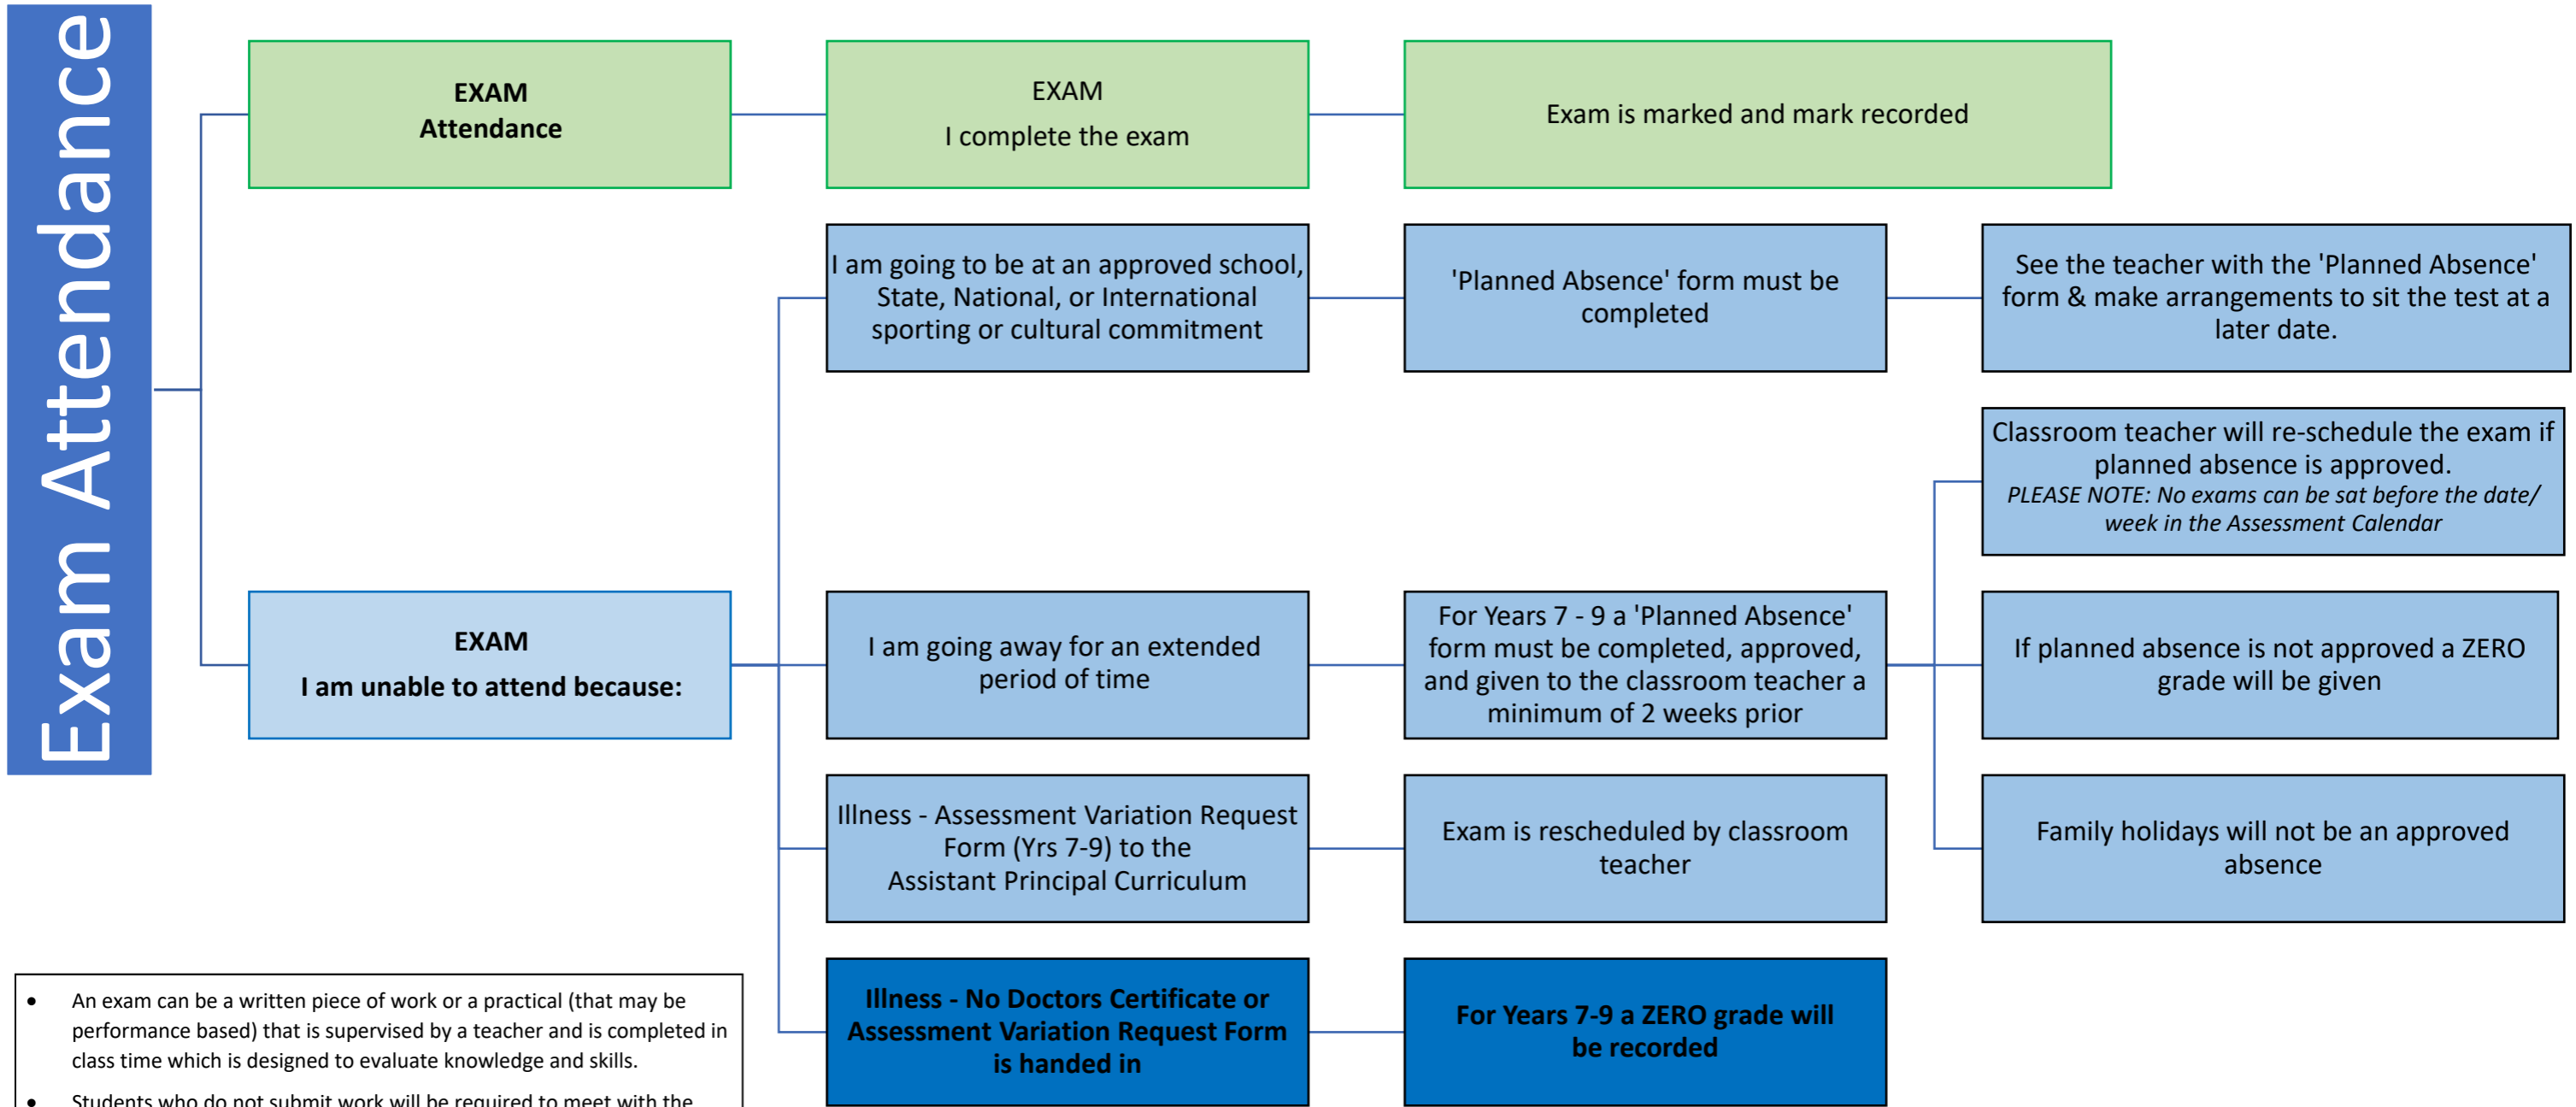 Exam Attendance
EXAM
Attendance
EXAM
I complete the exam
Exam is marked and mark recorded
I am going to be at an approved school,
State, National, or International
sporting or cultural commitment
'Planned Absence' form must be
completed
See the teacher with the 'Planned Absence'
form & make arrangements to sit the test at a
later date.
Classroom teacher will re-schedule the exam if
planned absence is approved.
PLEASE NOTE: No exams can be sat before the date/
week in the Assessment Calendar
EXAM
I am unable to attend because:
I am going away for an extended
period of time
For Years 7 - 9 a 'Planned Absence'
form must be completed, approved,
and given to the classroom teacher a
minimum of 2 weeks prior
If planned absence is not approved a ZERO
grade will be given
Family holidays will not be an approved
absence
Illness - Assessment Variation Request
Form (Yrs 7-9) to the
Assistant Principal Curriculum
Exam is rescheduled by classroom
teacher
Illness - No Doctors Certificate or
Assessment Variation Request Form
is handed in
For Years 7-9 a ZERO grade will
be recorded
• An exam can be a written piece of work or a practical (that may be
performance based) that is supervised by a teacher and is completed in
class time which is designed to evaluate knowledge and skills.
• Students who do not submit work will be required to meet with the